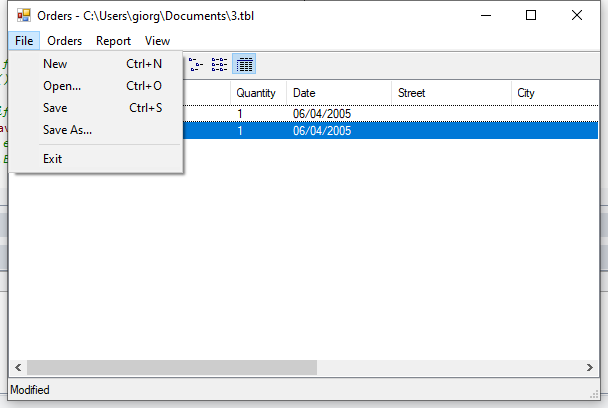 Orders - C:\Users\giorg\Documents\3.tbl
File Orders Report View
New Ctrl+N
Open... Ctrl+O
Save Ctrl+S
Save As...
Exit
Quantity Date Street City
1 06/04/2005
1 06/04/2005
Modified